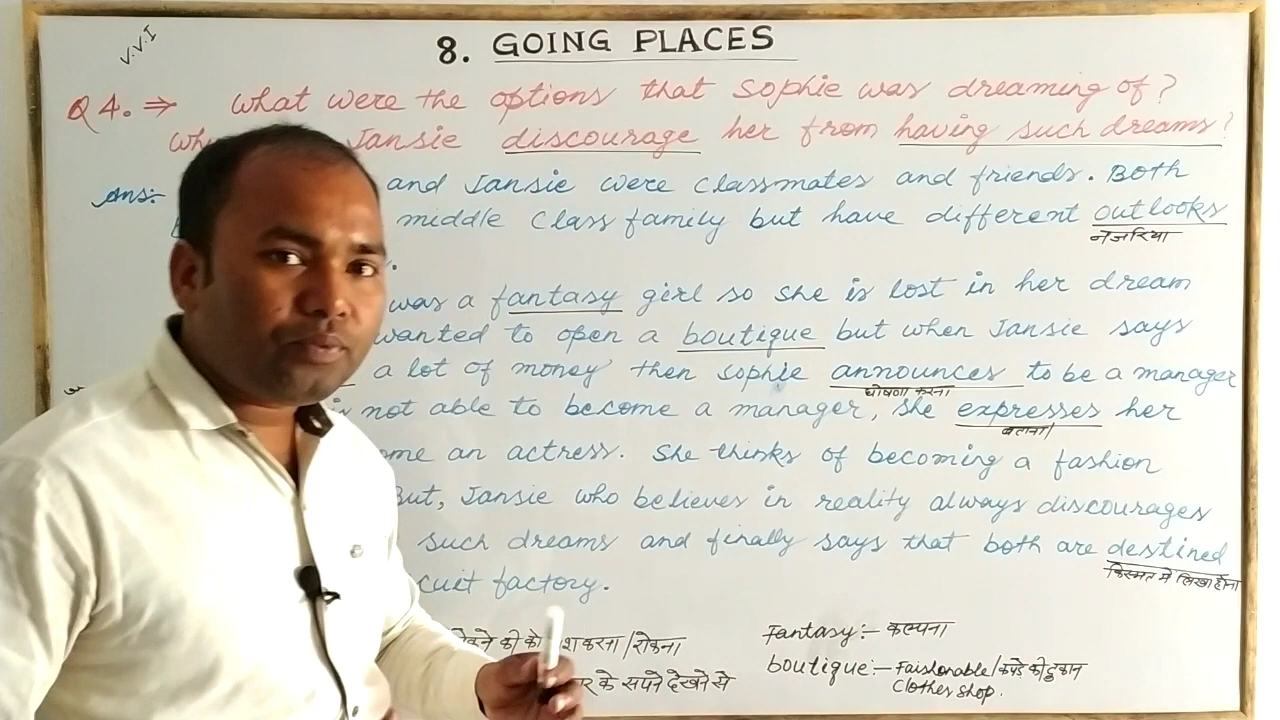 V.V.I
8. GOING PLACES
Q 4. ⇒ What were the options that Sophie was dreaming of?
Jansie discourage her from having such dreams?
Ans:- and Jansie were classmates and friends. Both
middle class family but have different outlooks
नजरिया
was a fantasy girl so she is lost in her dream
wanted to open a boutique but when Jansie says
a lot of money then Sophie announces to be a manager
घोषणा करना
is not able to become a manager, she expresses her
बताना
ome an actress. She thinks of becoming a fashion
But, Jansie who believes in reality always discourages
such dreams and finally says that both are destined
किस्मत में लिखा होना
cuit factory.
करना/रोकना
Fantasy:- कल्पना
के सपने देखने से
boutique:- Faishonable/कपडे की दुकान
Clothes shop.